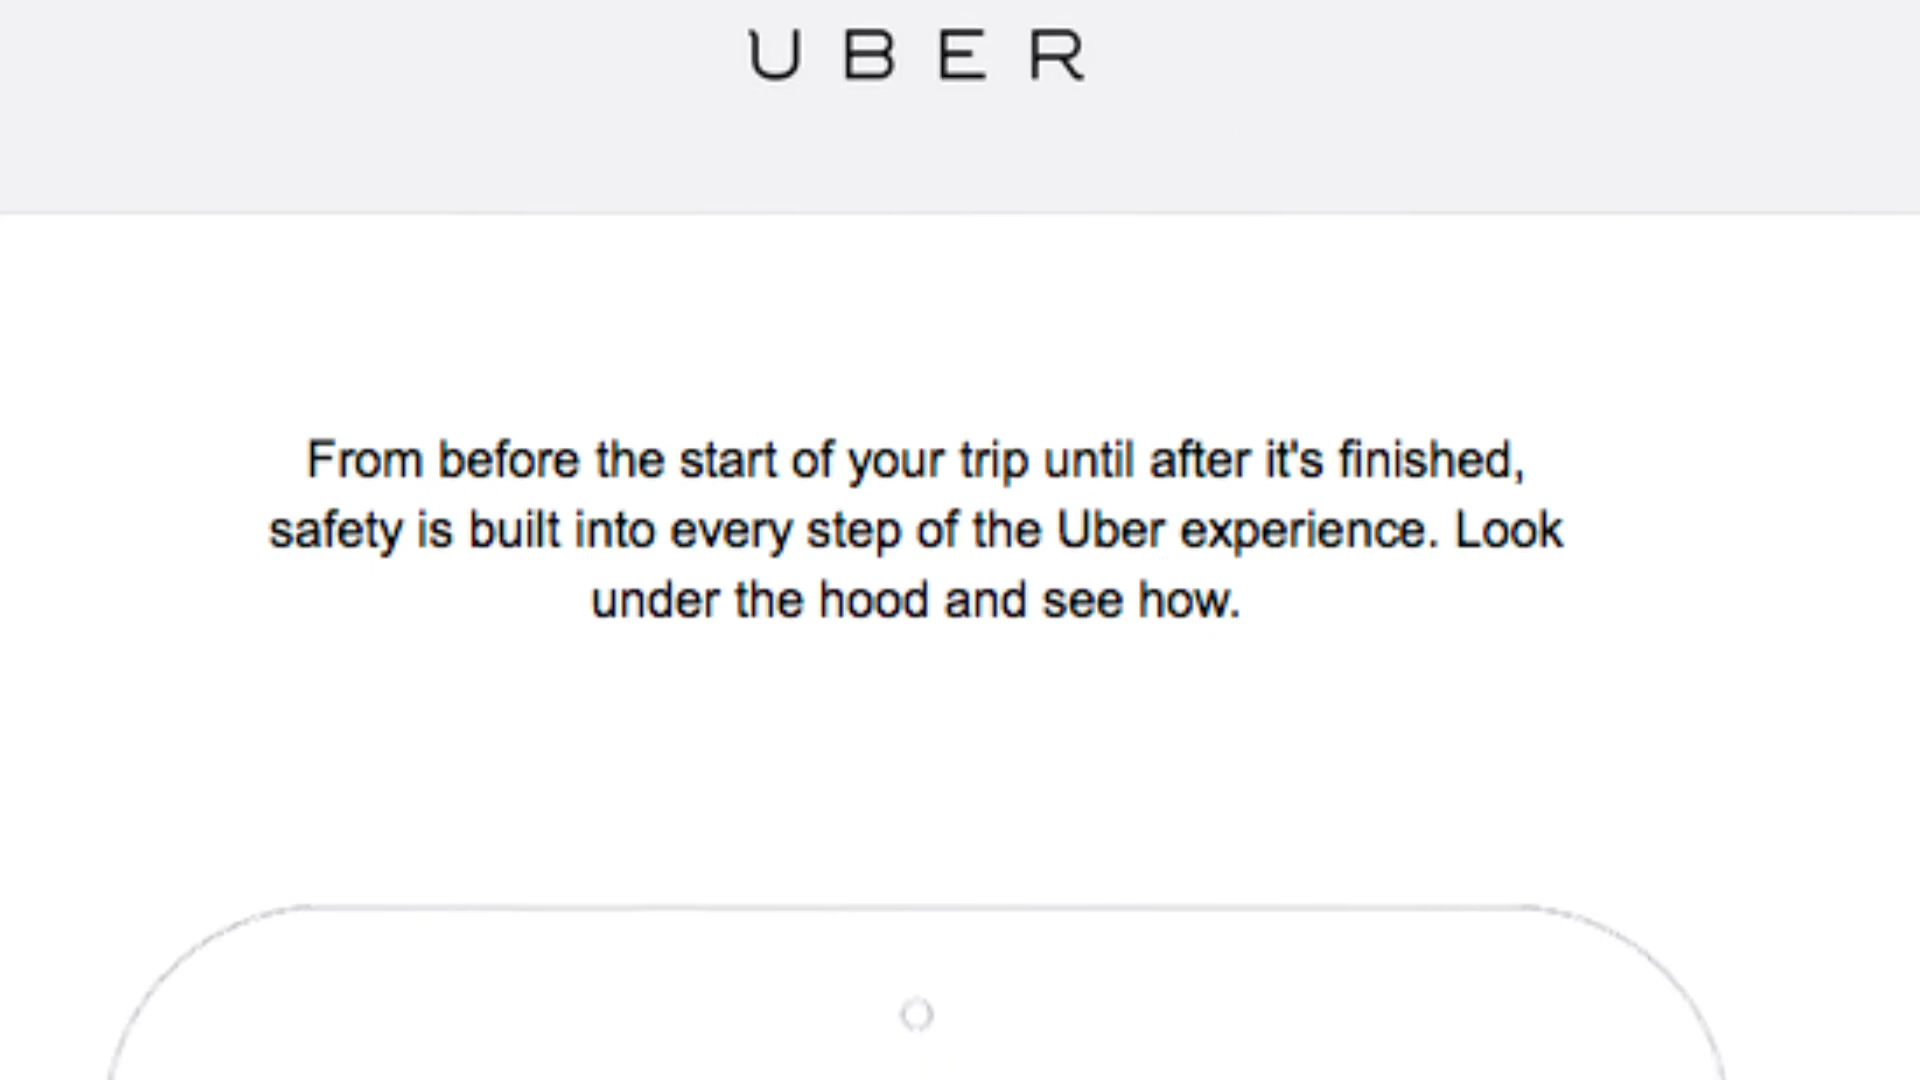 UBER
From before the start of your trip until after it's finished,
safety is built into every step of the Uber experience. Look
under the hood and see how.